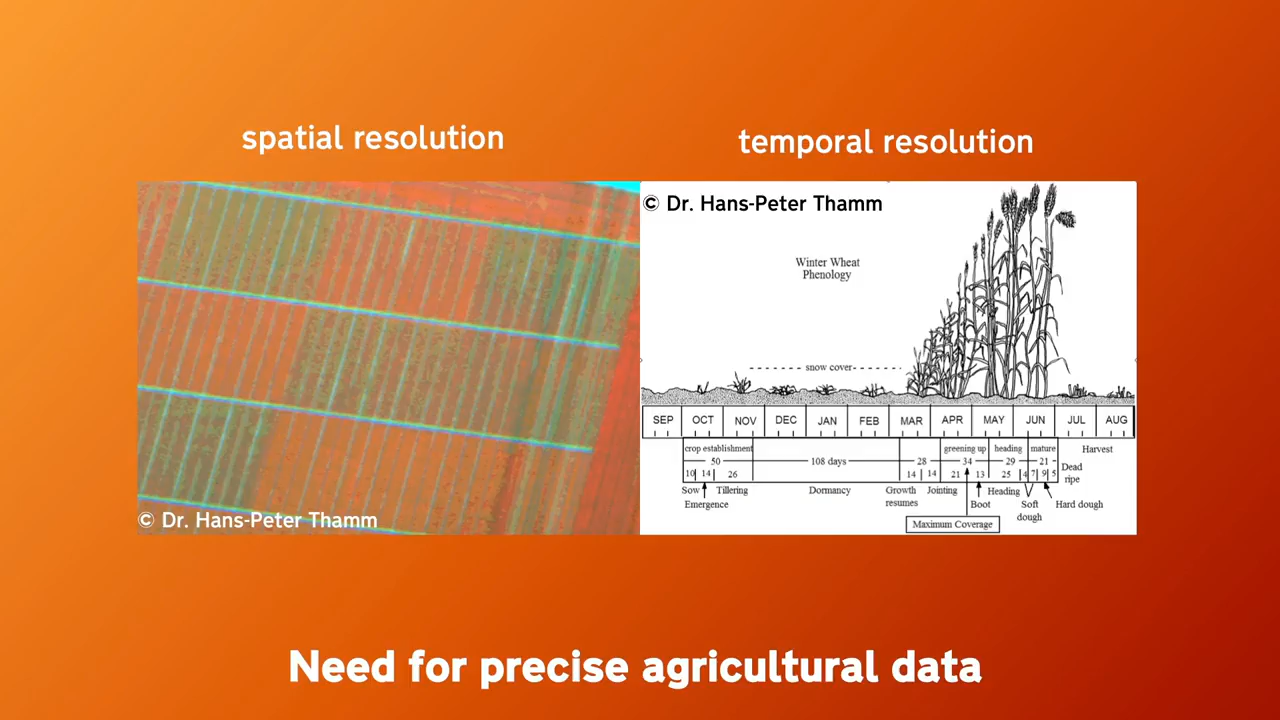 spatial resolution
temporal resolution
© Dr. Hans-Peter Thamm
© Dr. Hans-Peter Thamm
Winter Wheat
Phenology
snow cover
SEP OCT NOV DEC JAN FEB MAR APR MAY JUN JUL AUG
crop establishment greening up heading mature Harvest
50 108 days 28 34 29 21
10 14 26 14 14 21 13 25 4 7 9 5
Dead
ripe
Sow Tillering Dormancy Growth
resumes
Jointing Heading Soft
dough
Hard dough
Emergence Boot
Maximum Coverage
Need for precise agricultural data